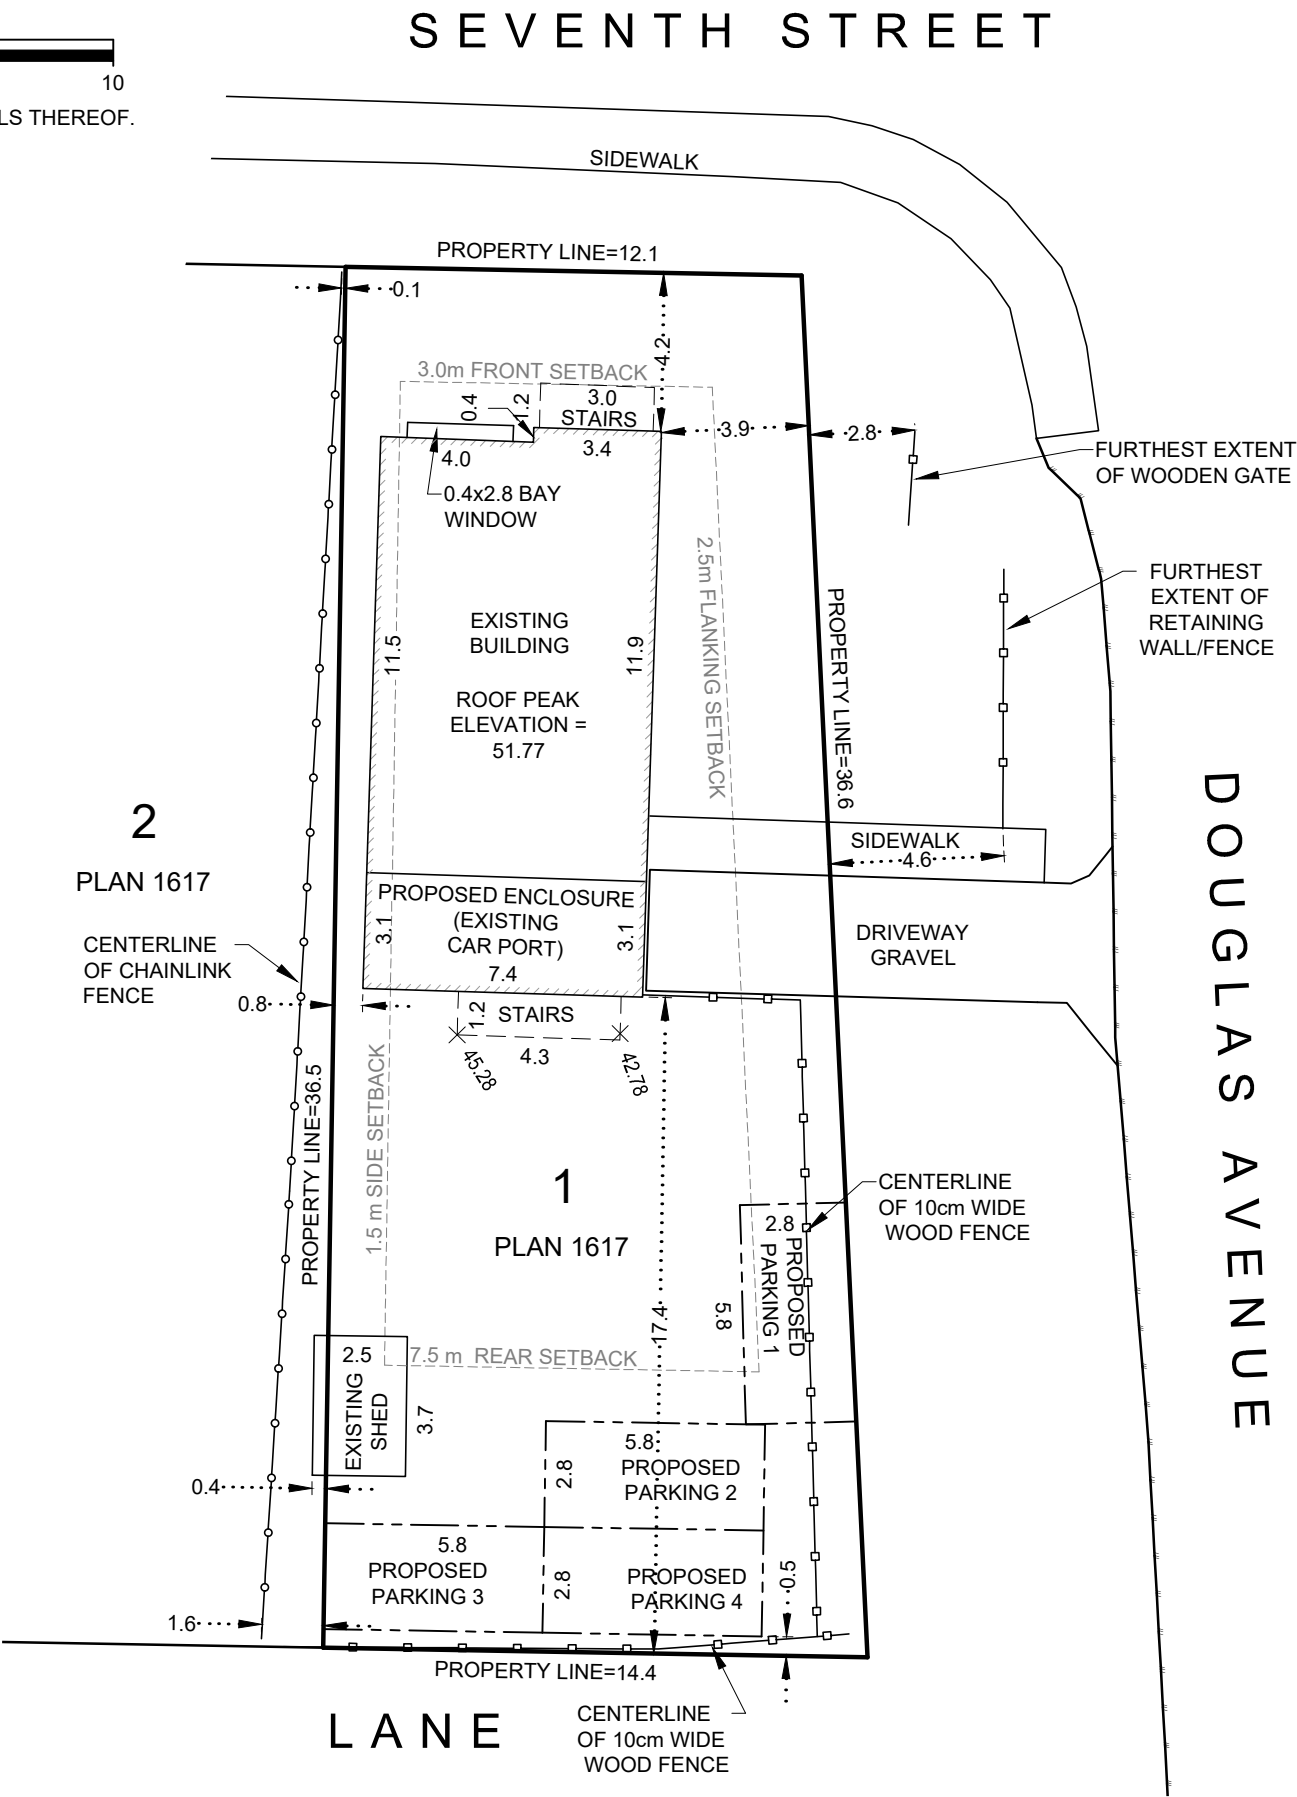 SEVENTH STREET
10
LS THEREOF.
SIDEWALK
PROPERTY LINE=12.1
0.1
4.2
3.0m FRONT SETBACK
0.4
1.2
3.0
STAIRS
3.9
2.8
4.0
3.4
FURTHEST EXTENT
OF WOODEN GATE
0.4x2.8 BAY
WINDOW
2.5m FLANKING SETBACK
FURTHEST
EXTENT OF
RETAINING
WALL/FENCE
PROPERTY LINE=36.6
EXISTING
BUILDING
11.5
11.9
ROOF PEAK
ELEVATION =
51.77
DOUGLAS AVENUE
2
PLAN 1617
SIDEWALK
4.6
PROPOSED ENCLOSURE
(EXISTING
CAR PORT)
3.1
3.1
7.4
DRIVEWAY
GRAVEL
CENTERLINE
OF CHAINLINK
FENCE
0.8
1.2
STAIRS
4.3
45.28
42.78
PROPERTY LINE=36.5
1.5 m SIDE SETBACK
1
PLAN 1617
CENTERLINE
OF 10cm WIDE
WOOD FENCE
2.8
PROPOSED
PARKING 1
5.8
17.4
7.5 m REAR SETBACK
2.5
EXISTING
SHED
3.7
0.4
5.8
PROPOSED
PARKING 2
2.8
5.8
PROPOSED
PARKING 3
2.8
PROPOSED
PARKING 4
0.5
1.6
PROPERTY LINE=14.4
LANE
CENTERLINE
OF 10cm WIDE
WOOD FENCE